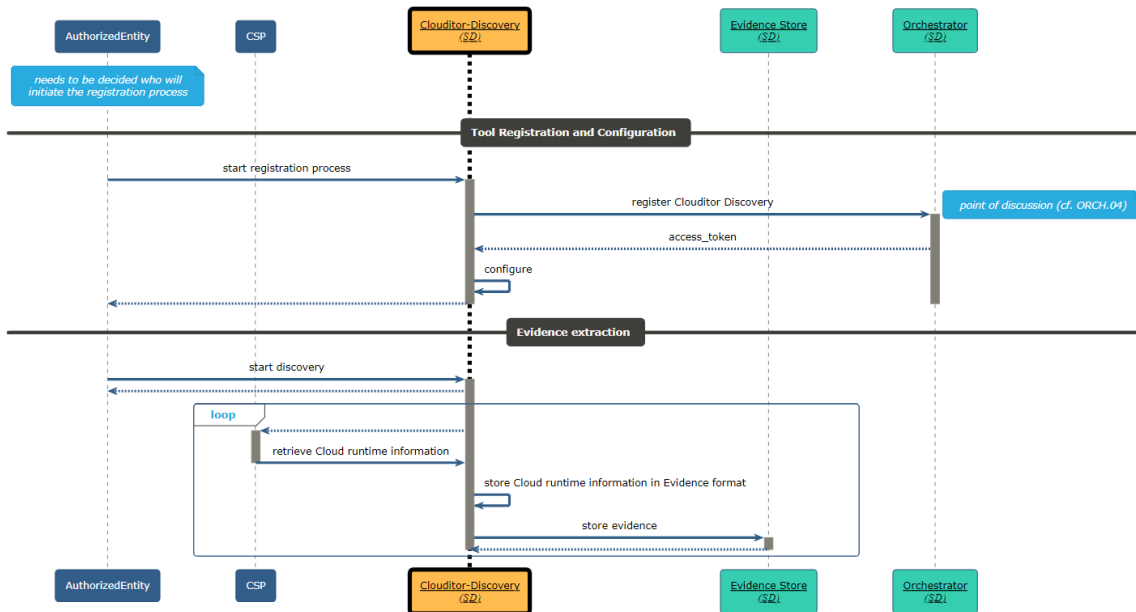 AuthorizedEntity
CSP
Clouditor-Discovery
(SD)
Evidence Store
(SD)
Orchestrator
(SD)
needs to be decided who will
initiate the registration process
Tool Registration and Configuration
start registration process
register Clouditor Discovery
point of discussion (cf. ORCH.04)
access_token
configure
Evidence extraction
start discovery
loop
retrieve Cloud runtime information
store Cloud runtime information in Evidence format
store evidence
AuthorizedEntity
CSP
Clouditor-Discovery
(SD)
Evidence Store
(SD)
Orchestrator
(SD)